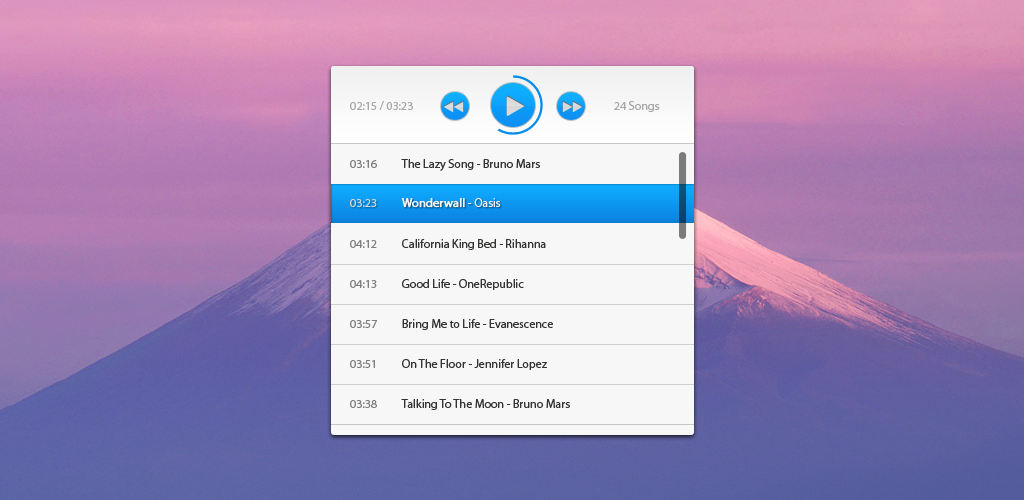 02:15 / 03:23 24 Songs
03:16 The Lazy Song - Bruno Mars
03:23 Wonderwall - Oasis
04:12 California King Bed - Rihanna
04:13 Good Life - OneRepublic
03:57 Bring Me to Life - Evanescence
03:51 On The Floor - Jennifer Lopez
03:38 Talking To The Moon - Bruno Mars